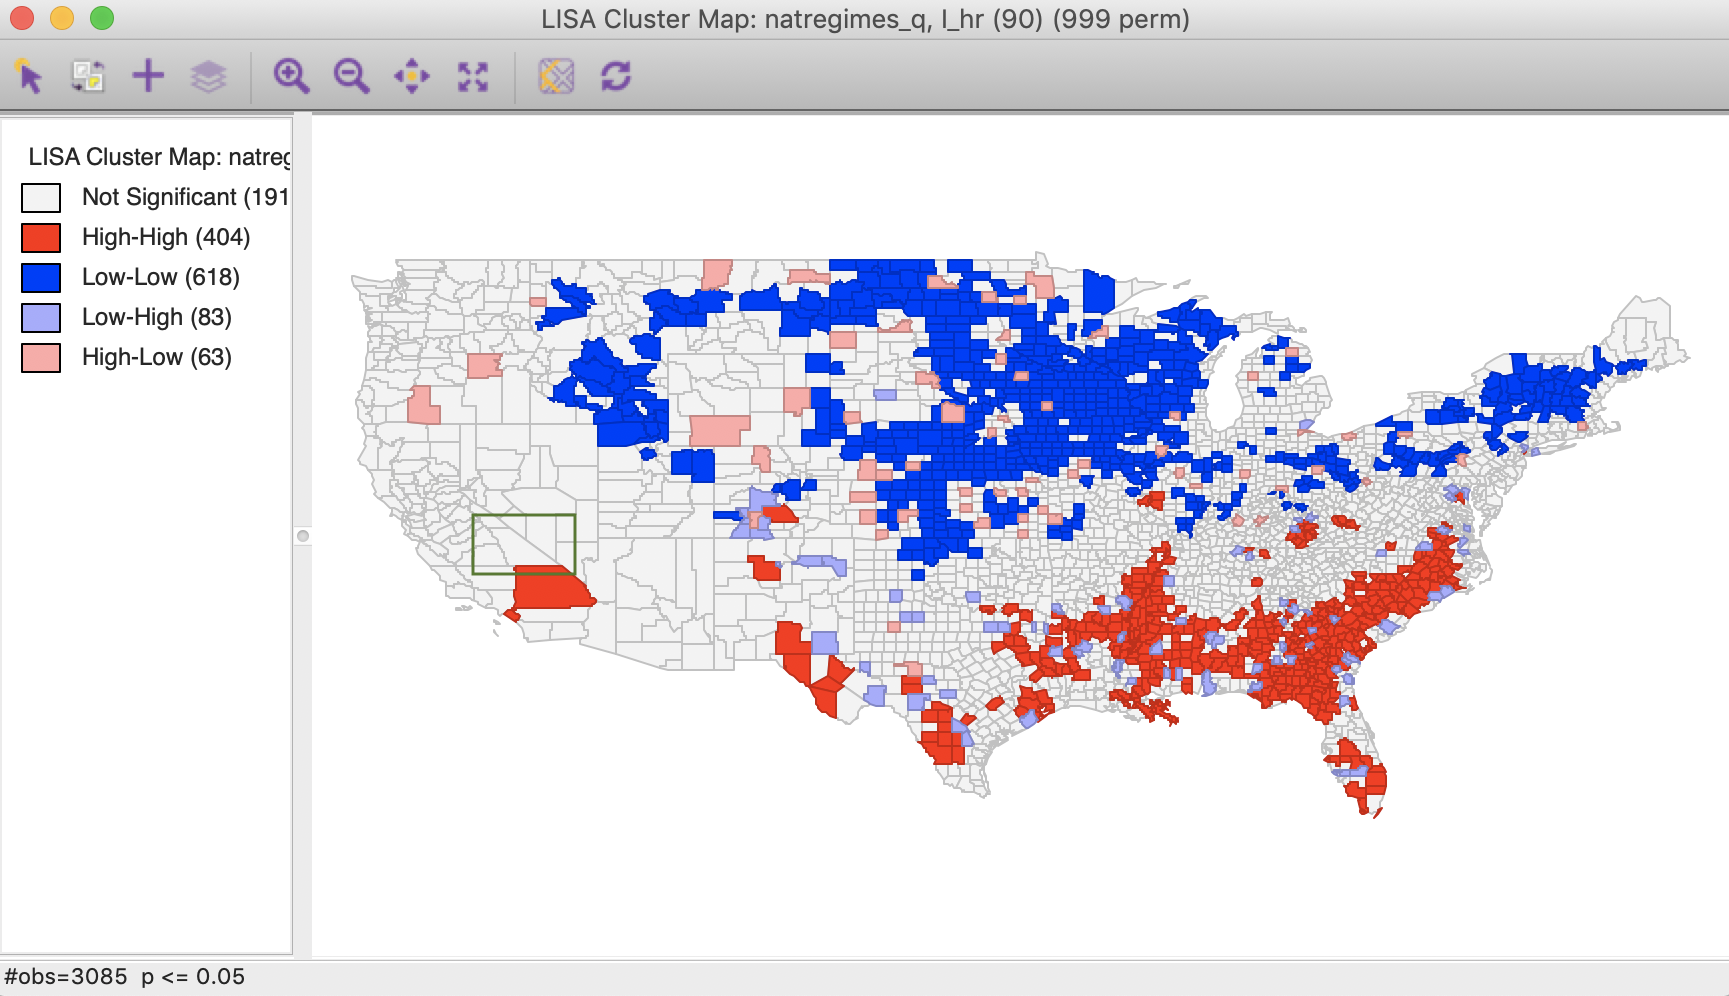 LISA Cluster Map: natregimes_q, I_hr (90) (999 perm)
LISA Cluster Map: natreg
Not Significant (191
High-High (404)
Low-Low (618)
Low-High (83)
High-Low (63)
#obs=3085 p <= 0.05